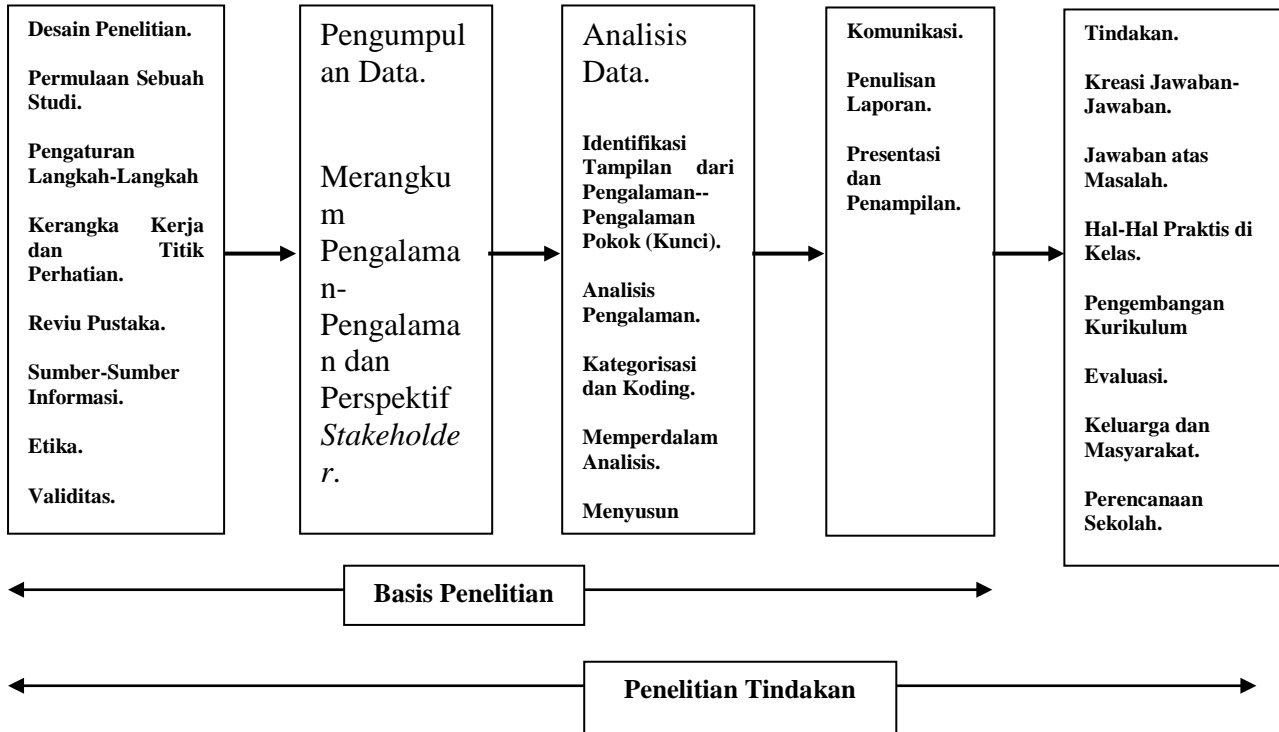 Desain Penelitian.
Permulaan Sebuah
Studi.
Pengaturan
Langkah-Langkah
Kerangka Kerja
dan Titik
Perhatian.
Reviu Pustaka.
Sumber-Sumber
Informasi.
Etika.
Validitas.
Pengumpul
an Data.
Merangku
m
Pengalama
n-
Pengalama
n dan
Perspektif
Stakeholde
r.
Analisis
Data.
Identifikasi
Tampilan dari
Pengalaman--
Pengalaman
Pokok (Kunci).
Analisis
Pengalaman.
Kategorisasi
dan Koding.
Memperdalam
Analisis.
Menyusun
Komunikasi.
Penulisan
Laporan.
Presentasi
dan
Penampilan.
Tindakan.
Kreasi Jawaban-
Jawaban.
Jawaban atas
Masalah.
Hal-Hal Praktis di
Kelas.
Pengembangan
Kurikulum
Evaluasi.
Keluarga dan
Masyarakat.
Perencanaan
Sekolah.
Basis Penelitian
Penelitian Tindakan